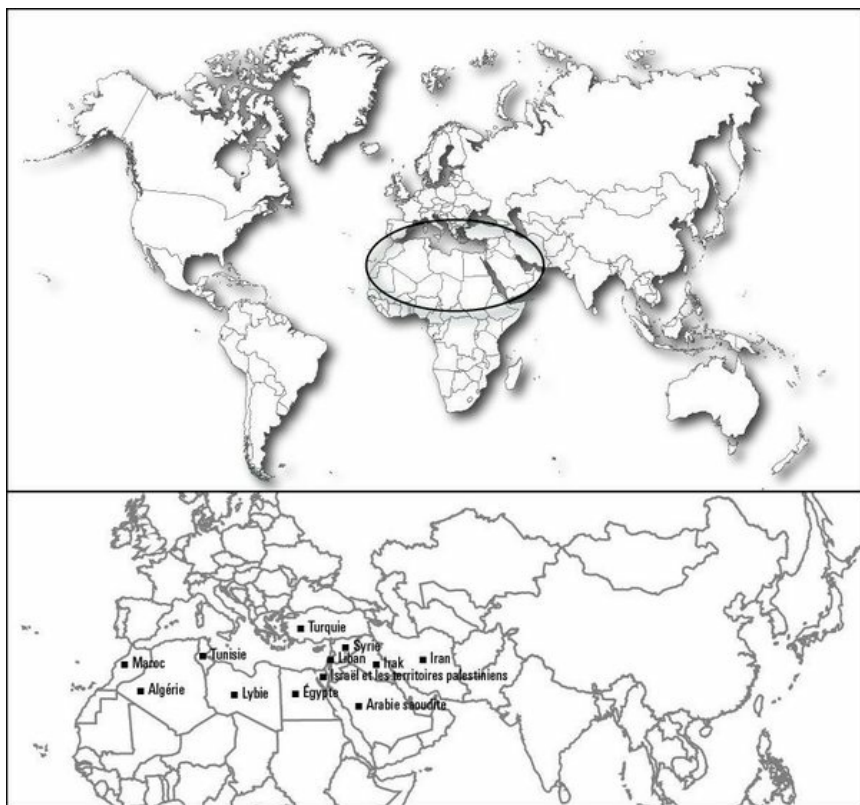 Turquie
Syrie
Tunisie
Liban
Iran
Maroc
Irak
Israël et les territoires palestiniens
Algérie
Lybie
Égypte
Arabie saoudite